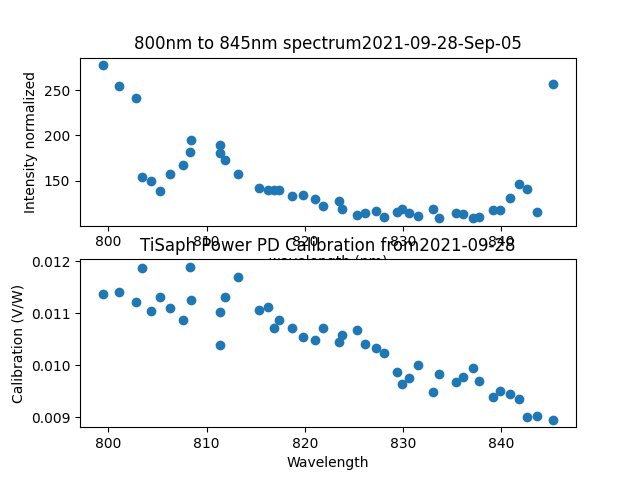 800nm to 845nm spectrum2021-09-28-Sep-05
250
200
150
Intensity normalized
800 810 820 830 840
wavelength (nm)
TiSaph Power PD Calibration from2021-09-28
0.012
0.011
0.010
0.009
Calibration (V/W)
800 810 820 830 840
Wavelength